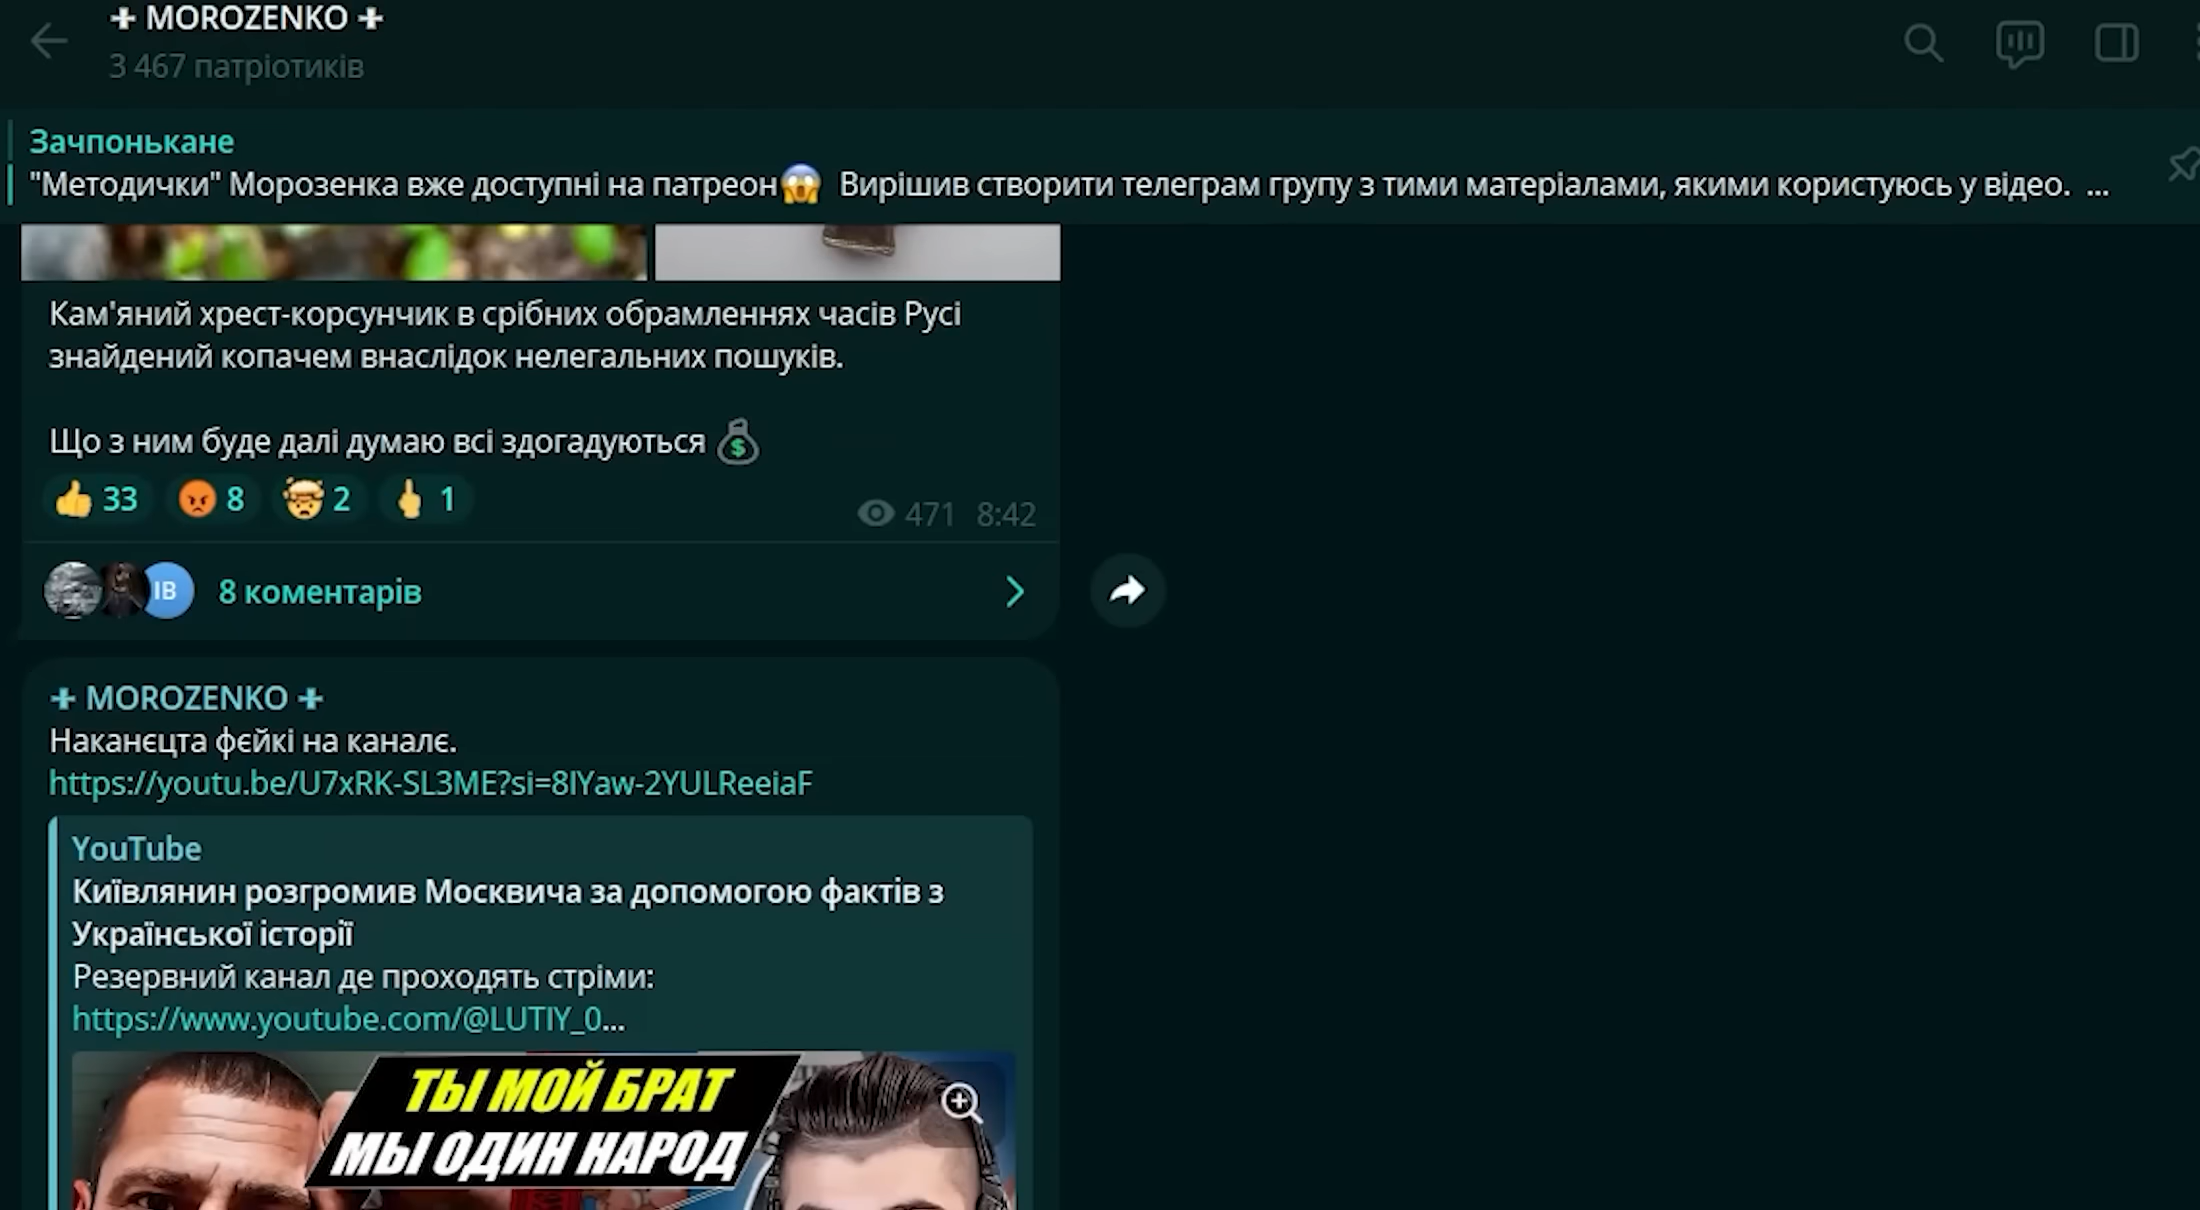 MOROZENKO
3 467 патріотиків
Зачпонькане
"Методички" Морозенка вже доступні на патреон😱 Вирішив створити телеграм групу з тими матеріалами, якими користуюсь у відео. ...
Кам'яний хрест-корсунчик в срібних обрамленнях часів Русі
знайдений копачем внаслідок нелегальних пошуків.
Що з ним буде далі думаю всі здогадуються 💰
👍 33 😡 8 🤯 2 🖕 1
471 8:42
ІВ
8 коментарів
MOROZENKO
Наканєцта фєйкі на каналє.
https://youtu.be/U7xRK-SL3ME?si=8IYaw-2YULReeiaF
YouTube
Київлянин розгромив Москвича за допомогою фактів з
Української історії
Резервний канал де проходять стріми:
https://www.youtube.com/@LUTIY_0...
ТЫ МОЙ БРАТ
МЫ ОДИН НАРОД